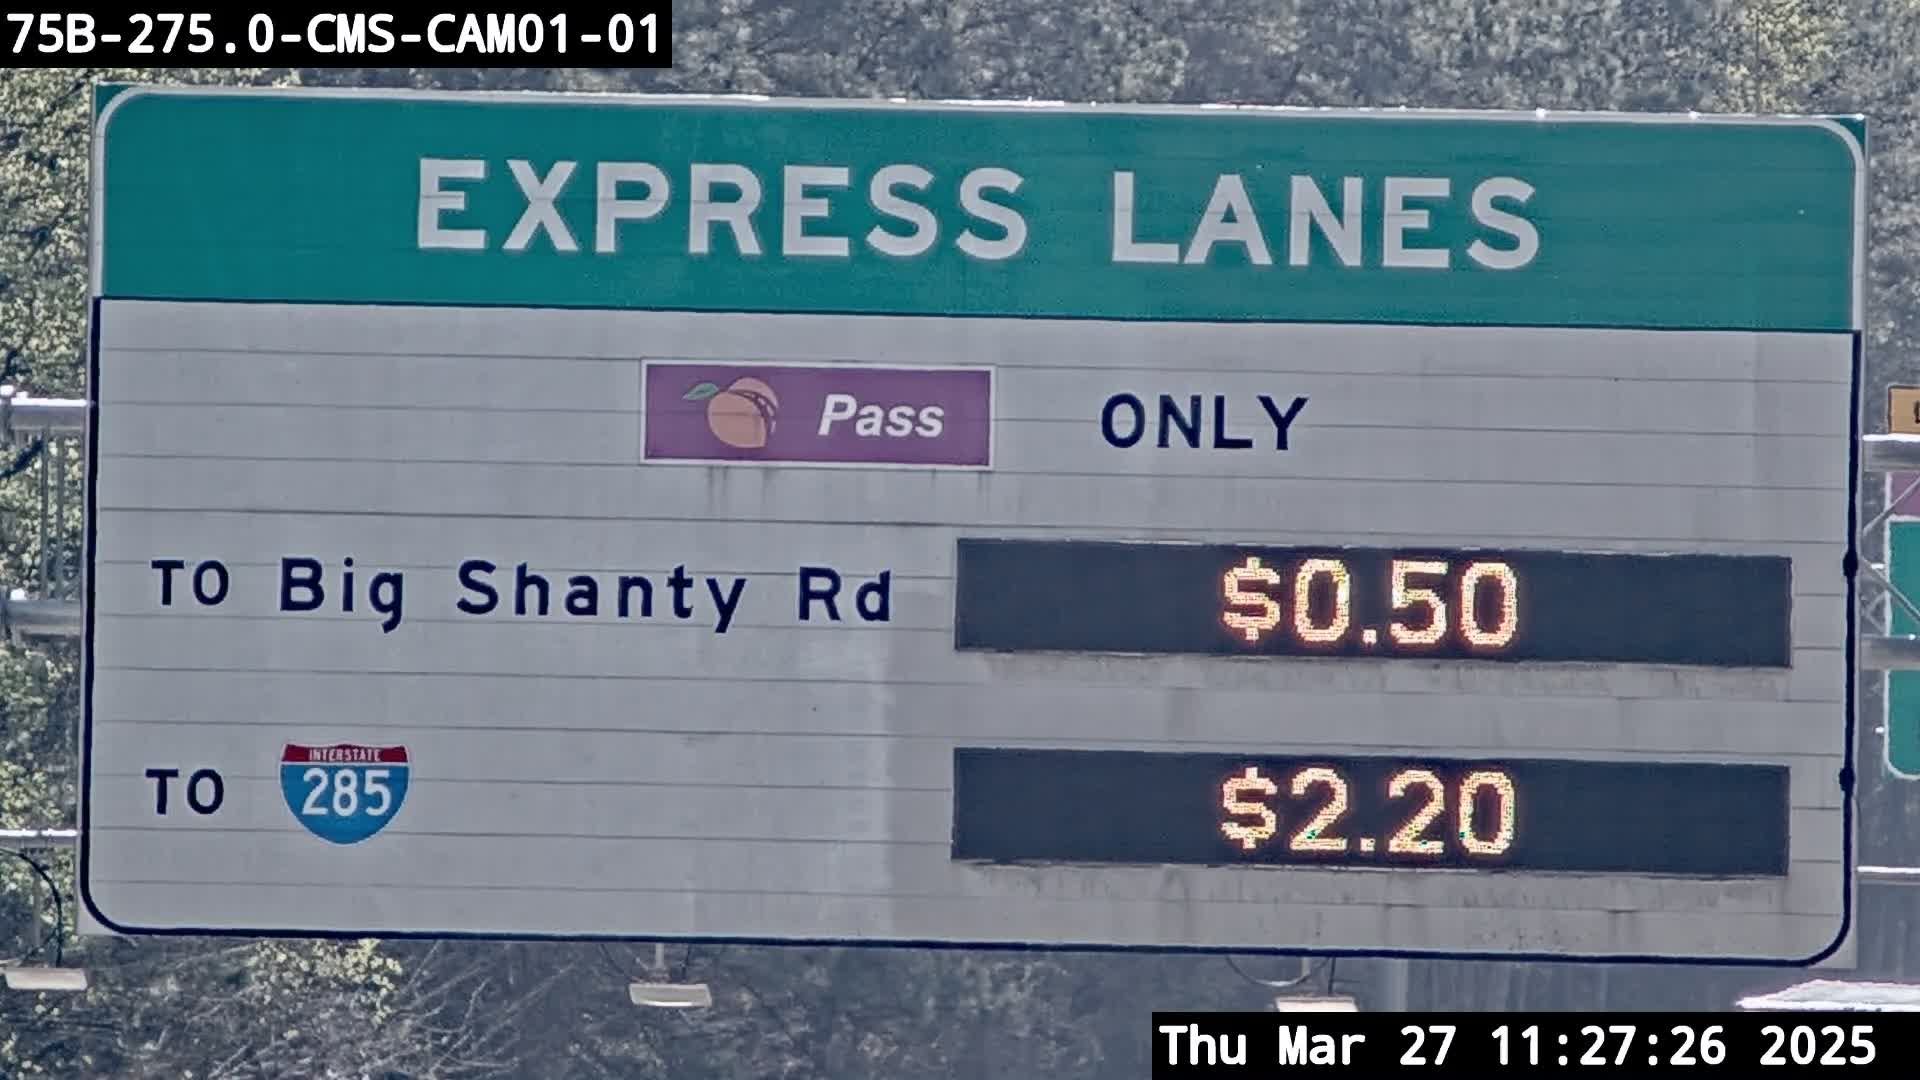 75B-275.0-CMS-CAM01-01
EXPRESS LANES
Pass ONLY
TO Big Shanty Rd $0.50
TO INTERSTATE 285 $2.20
Thu Mar 27 11:27:26 2025